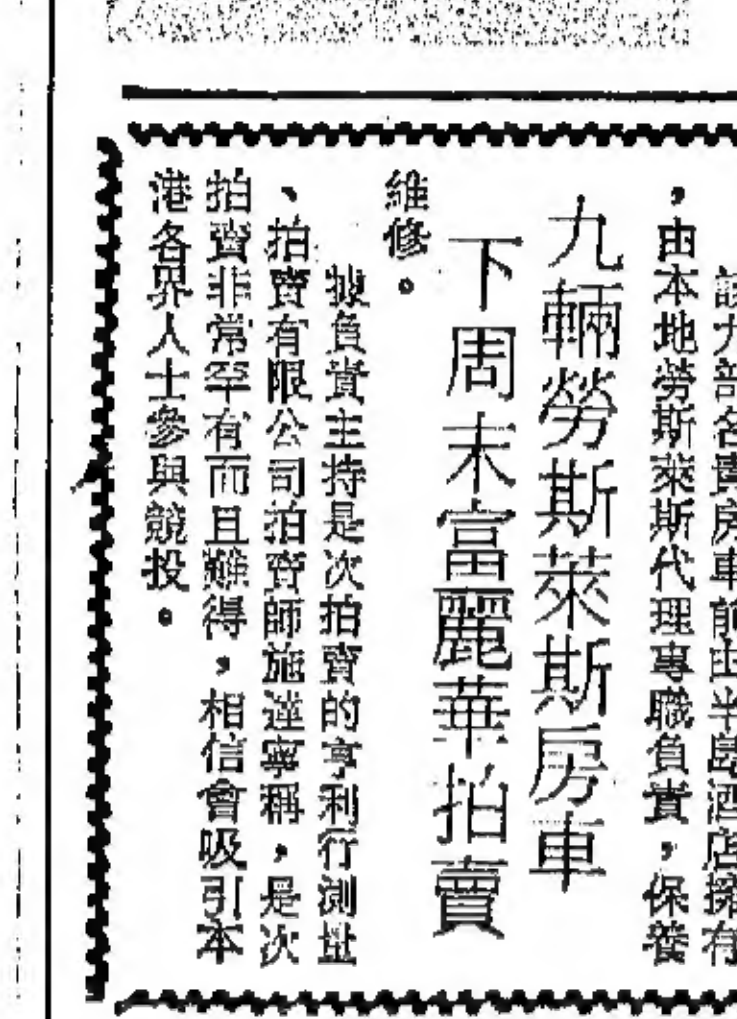 該九部名貴房車前由半島酒店擁有
，由本地勞斯萊斯代理專職負責，保養
九輛勞斯萊斯房車
下周末富麗華拍賣
維修。
據負責主持是次拍賣的亨利行測量
、拍賣有限公司拍賣師施達寧稱，是次
拍賣非常罕有而且難得，相信會吸引本
港各界人士參與競投。